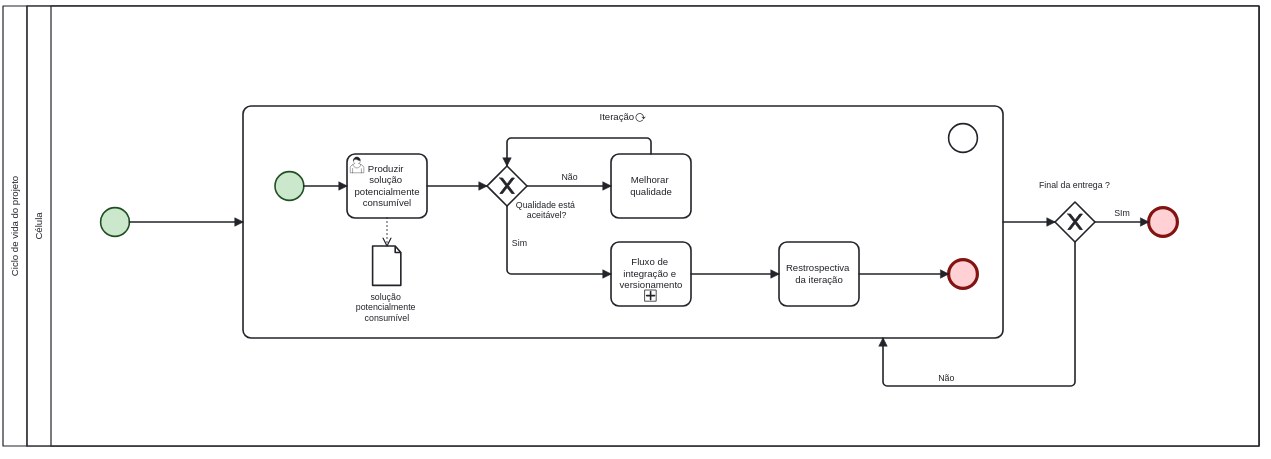 Ciclo de vida do projeto
Célula
Iteração
Produzir
solução
potencialmente
consumível
solução
potencialmente
consumível
Qualidade está
aceitável?
Não
Melhorar
qualidade
Sim
Fluxo de
integração e
versionamento
Restrospectiva
da iteração
Final da entrega ?
SIm
Não